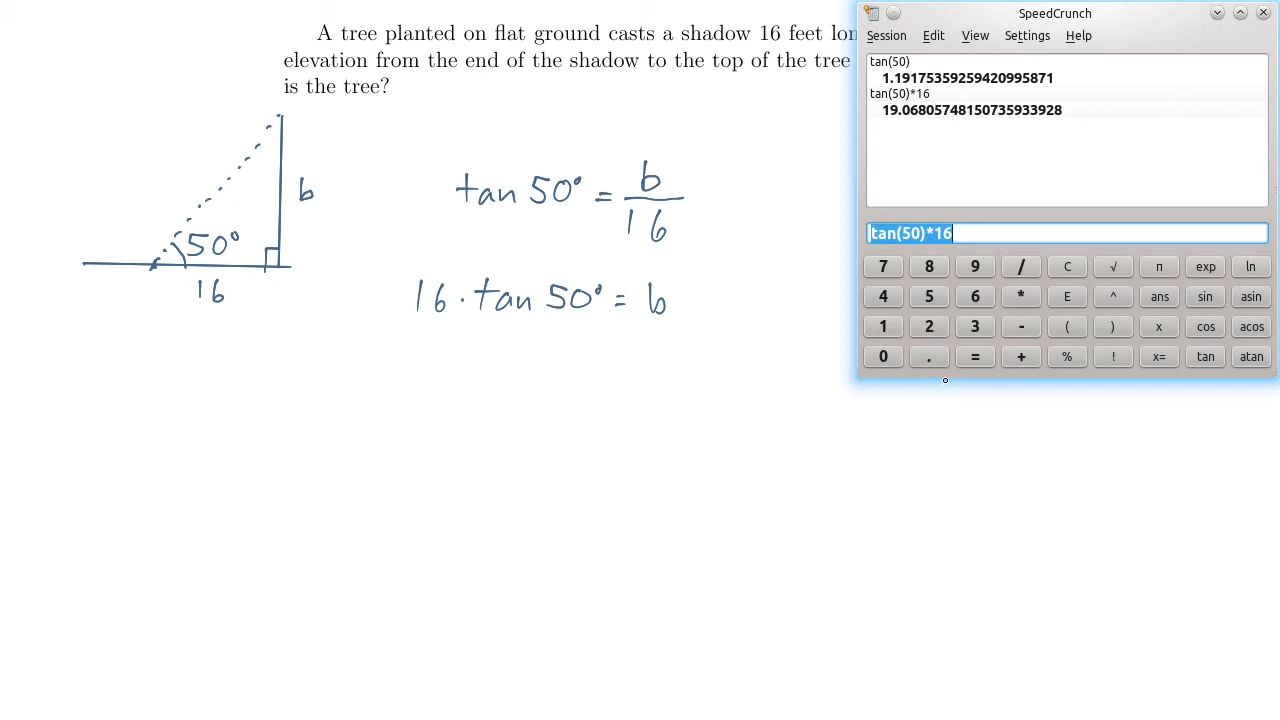 A tree planted on flat ground casts a shadow 16 feet
elevation from the end of the shadow to the top of the tree
is the tree?
b
50°
16
tan 50° = b/16
16 · tan 50° = b
SpeedCrunch
Session Edit View Settings Help
tan(50)
1.19175359259420995871
tan(50)*16
19.06805748150735933928
tan(50)*16
7 8 9 / C √ π exp ln
4 5 6 * E ^ ans sin asin
1 2 3 - ( ) x cos acos
0 . = + % ! x= tan atan